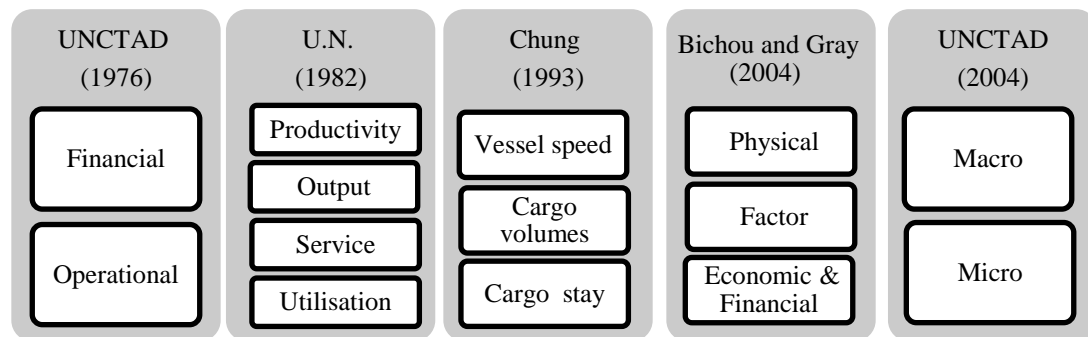 UNCTAD
(1976)
Financial
Operational
U.N.
(1982)
Productivity
Output
Service
Utilisation
Chung
(1993)
Vessel speed
Cargo
volumes
Cargo stay
Bichou and Gray
(2004)
Physical
Factor
Economic &
Financial
UNCTAD
(2004)
Macro
Micro